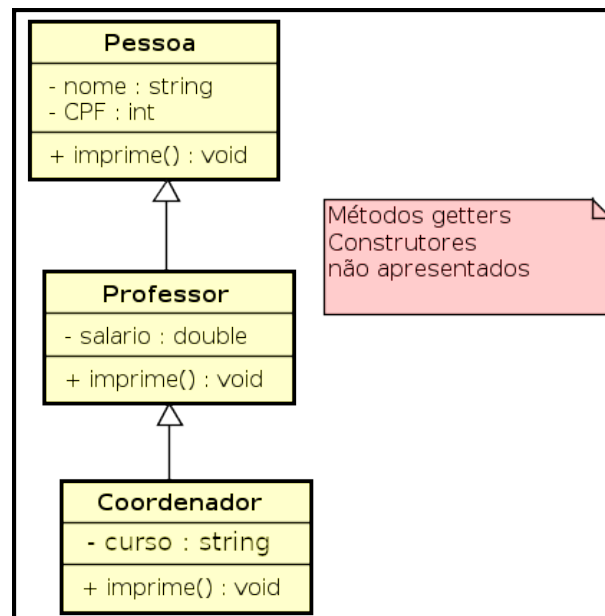 Pessoa
- nome : string
- CPF : int
+ imprime() : void
Métodos getters
Construtores
não apresentados
Professor
- salario : double
+ imprime() : void
Coordenador
- curso : string
+ imprime() : void